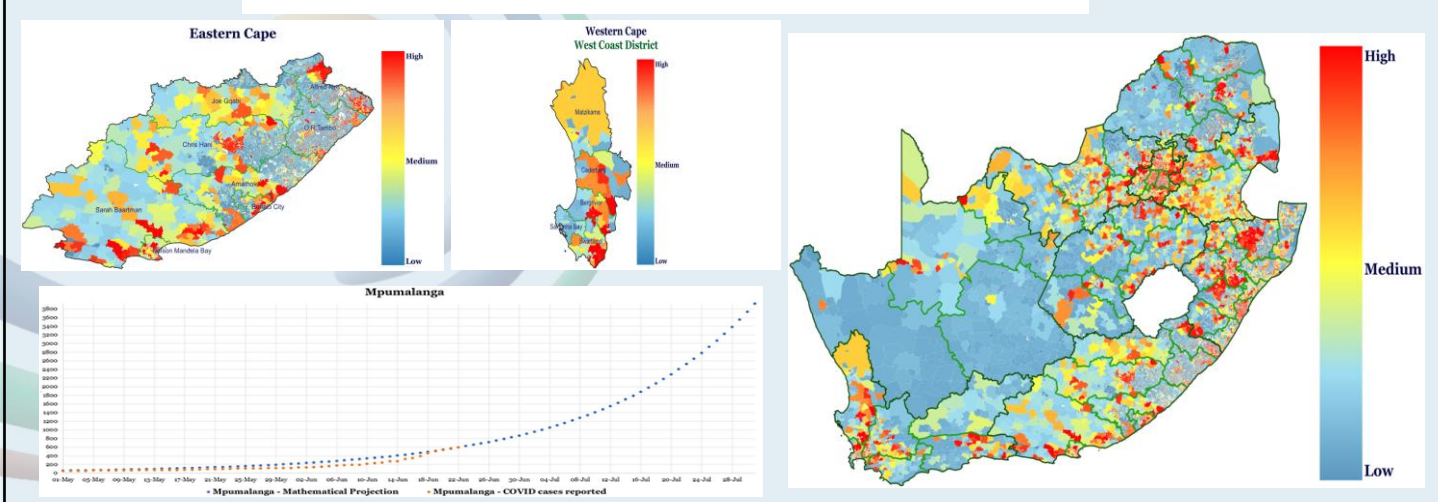 Eastern Cape
High
Medium
Low
Joe Gqabi
Alfred Nzo
O.R.Tambo
Chris Hani
Amathole
Buffalo City
Sarah Baartman
Nelson Mandela Bay
Western Cape
West Coast District
High
Medium
Low
Matzikama
Cederberg
Bergrivier
Saldanha Bay
Swartland
High
Medium
Low
Mpumalanga
3800
3600
3400
3200
3000
2800
2600
2400
2200
2000
1800
1600
1400
1200
1000
800
600
400
200
0
01-May 05-May 09-May 13-May 17-May 21-May 25-May 29-May 02-Jun 06-Jun 10-Jun 14-Jun 18-Jun 22-Jun 26-Jun 30-Jun 04-Jul 08-Jul 12-Jul 16-Jul 20-Jul 24-Jul 28-Jul
Mpumalanga - Mathematical Projection Mpumalanga - COVID cases reported